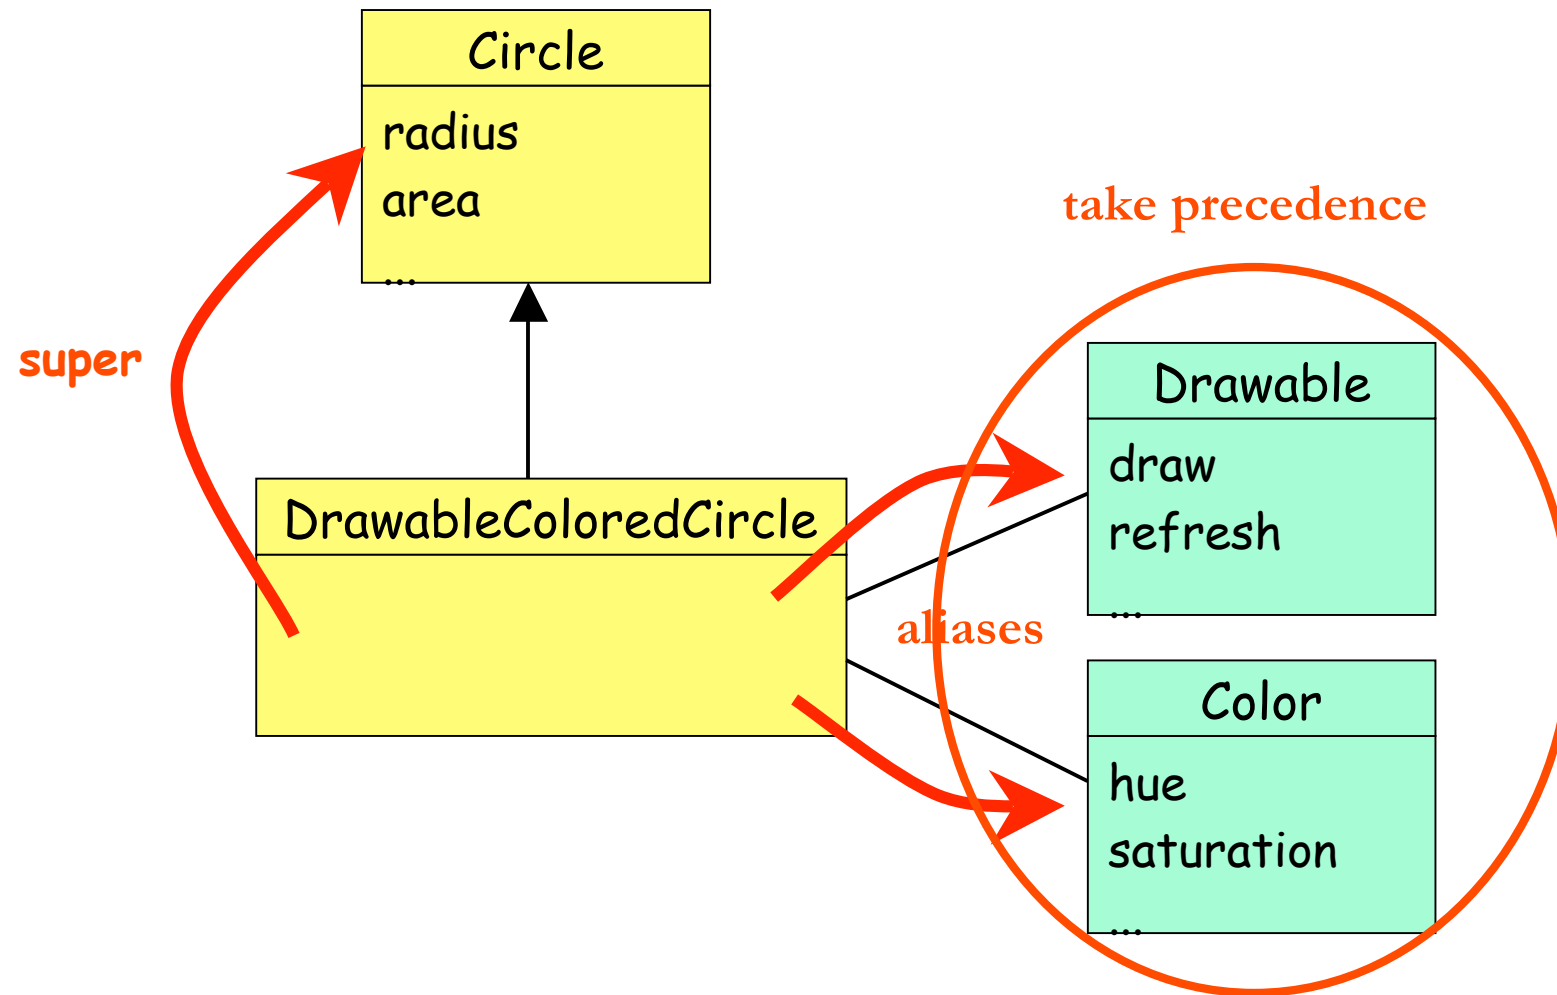 Circle
radius
area
...
take precedence
super
Drawable
draw
refresh
...
DrawableColoredCircle
aliases
Color
hue
saturation
...